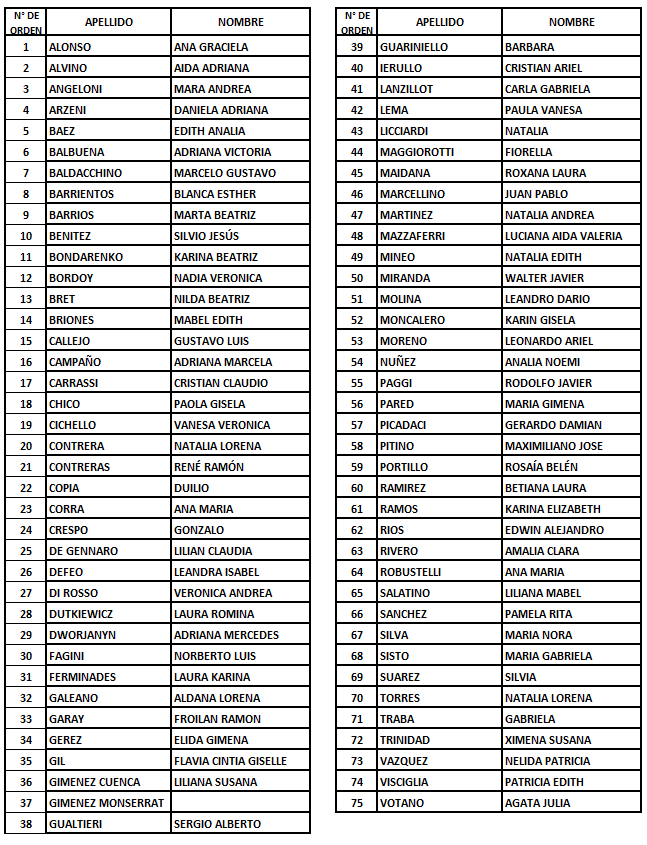 N° DE ORDEN APELLIDO NOMBRE
1 ALONSO ANA GRACIELA
2 ALVINO AIDA ADRIANA
3 ANGELONI MARA ANDREA
4 ARZENI DANIELA ADRIANA
5 BAEZ EDITH ANALIA
6 BALBUENA ADRIANA VICTORIA
7 BALDACCHINO MARCELO GUSTAVO
8 BARRIENTOS BLANCA ESTHER
9 BARRIOS MARTA BEATRIZ
10 BENITEZ SILVIO JESÚS
11 BONDARENKO KARINA BEATRIZ
12 BORDOY NADIA VERONICA
13 BRET NILDA BEATRIZ
14 BRIONES MABEL EDITH
15 CALLEJO GUSTAVO LUIS
16 CAMPAÑO ADRIANA MARCELA
17 CARRASSI CRISTIAN CLAUDIO
18 CHICO PAOLA GISELA
19 CICHELLO VANESA VERONICA
20 CONTRERA NATALIA LORENA
21 CONTRERAS RENÉ RAMÓN
22 COPIA DUILIO
23 CORRA ANA MARIA
24 CRESPO GONZALO
25 DE GENNARO LILIAN CLAUDIA
26 DEFEO LEANDRA ISABEL
27 DI ROSSO VERONICA ANDREA
28 DUTKIEWICZ LAURA ROMINA
29 DWORJANYN ADRIANA MERCEDES
30 FAGINI NORBERTO LUIS
31 FERMINADES LAURA KARINA
32 GALEANO ALDANA LORENA
33 GARAY FROILAN RAMON
34 GEREZ ELIDA GIMENA
35 GIL FLAVIA CINTIA GISELLE
36 GIMENEZ CUENCA LILIANA SUSANA
37 GIMENEZ MONSERRAT
38 GUALTIERI SERGIO ALBERTO
N° DE ORDEN APELLIDO NOMBRE
39 GUARINIELLO BARBARA
40 IERULLO CRISTIAN ARIEL
41 LANZILLOT CARLA GABRIELA
42 LEMA PAULA VANESA
43 LICCIARDI NATALIA
44 MAGGIOROTTI FIORELLA
45 MAIDANA ROXANA LAURA
46 MARCELLINO JUAN PABLO
47 MARTINEZ NATALIA ANDREA
48 MAZZAFERRI LUCIANA AIDA VALERIA
49 MINEO NATALIA EDITH
50 MIRANDA WALTER JAVIER
51 MOLINA LEANDRO DARIO
52 MONCALERO KARIN GISELA
53 MORENO LEONARDO ARIEL
54 NUÑEZ ANALIA NOEMI
55 PAGGI RODOLFO JAVIER
56 PARED MARIA GIMENA
57 PICADACI GERARDO DAMIAN
58 PITINO MAXIMILIANO JOSE
59 PORTILLO ROSAÍA BELÉN
60 RAMIREZ BETIANA LAURA
61 RAMOS KARINA ELIZABETH
62 RIOS EDWIN ALEJANDRO
63 RIVERO AMALIA CLARA
64 ROBUSTELLI ANA MARIA
65 SALATINO LILIANA MABEL
66 SANCHEZ PAMELA RITA
67 SILVA MARIA NORA
68 SISTO MARIA GABRIELA
69 SUAREZ SILVIA
70 TORRES NATALIA LORENA
71 TRABA GABRIELA
72 TRINIDAD XIMENA SUSANA
73 VAZQUEZ NELIDA PATRICIA
74 VISCIGLIA PATRICIA EDITH
75 VOTANO AGATA JULIA